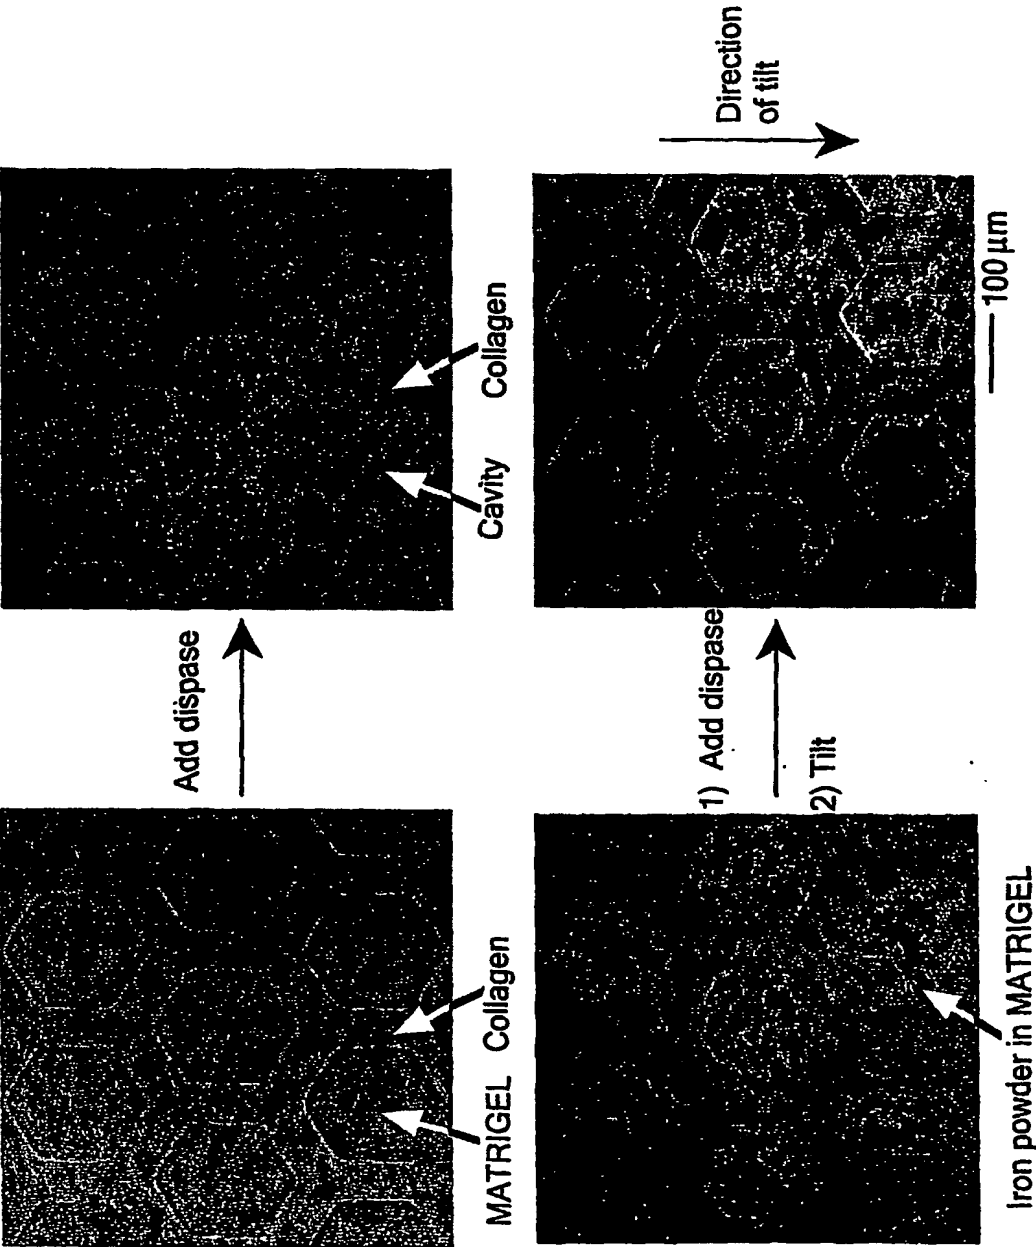 Add dispase
MATRIGEL Collagen
Cavity Collagen
1) Add dispase
2) Tilt
Direction
of tilt
Iron powder in MATRIGEL
100 µm